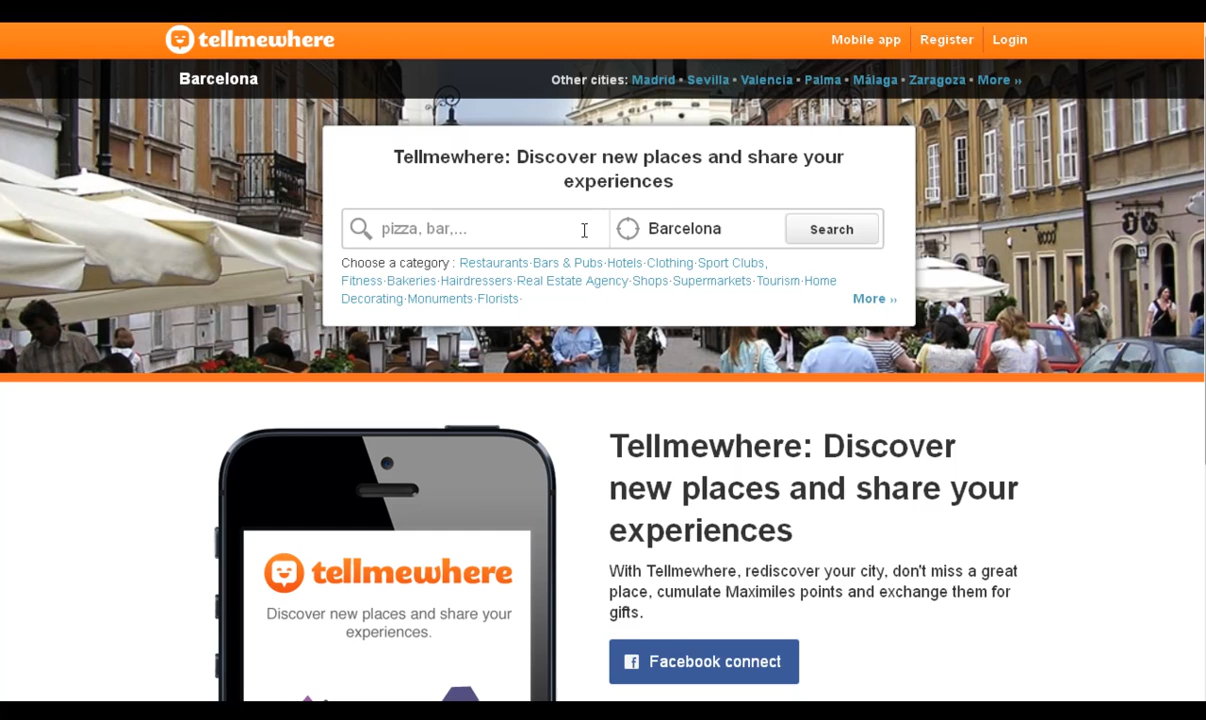 tellmewhere
Mobile app
Register
Login
Barcelona
Other cities: Madrid • Sevilla • Valencia • Palma • Málaga • Zaragoza • More ››
Tellmewhere: Discover new places and share your
experiences
pizza, bar,...
Barcelona
Search
Choose a category : Restaurants·Bars & Pubs·Hotels·Clothing·Sport Clubs,
Fitness·Bakeries·Hairdressers·Real Estate Agency·Shops·Supermarkets·Tourism·Home
Decorating·Monuments·Florists·
More ››
tellmewhere
Discover new places and share your
experiences.
Tellmewhere: Discover
new places and share your
experiences
With Tellmewhere, rediscover your city, don't miss a great
place, cumulate Maximiles points and exchange them for
gifts.
Facebook connect